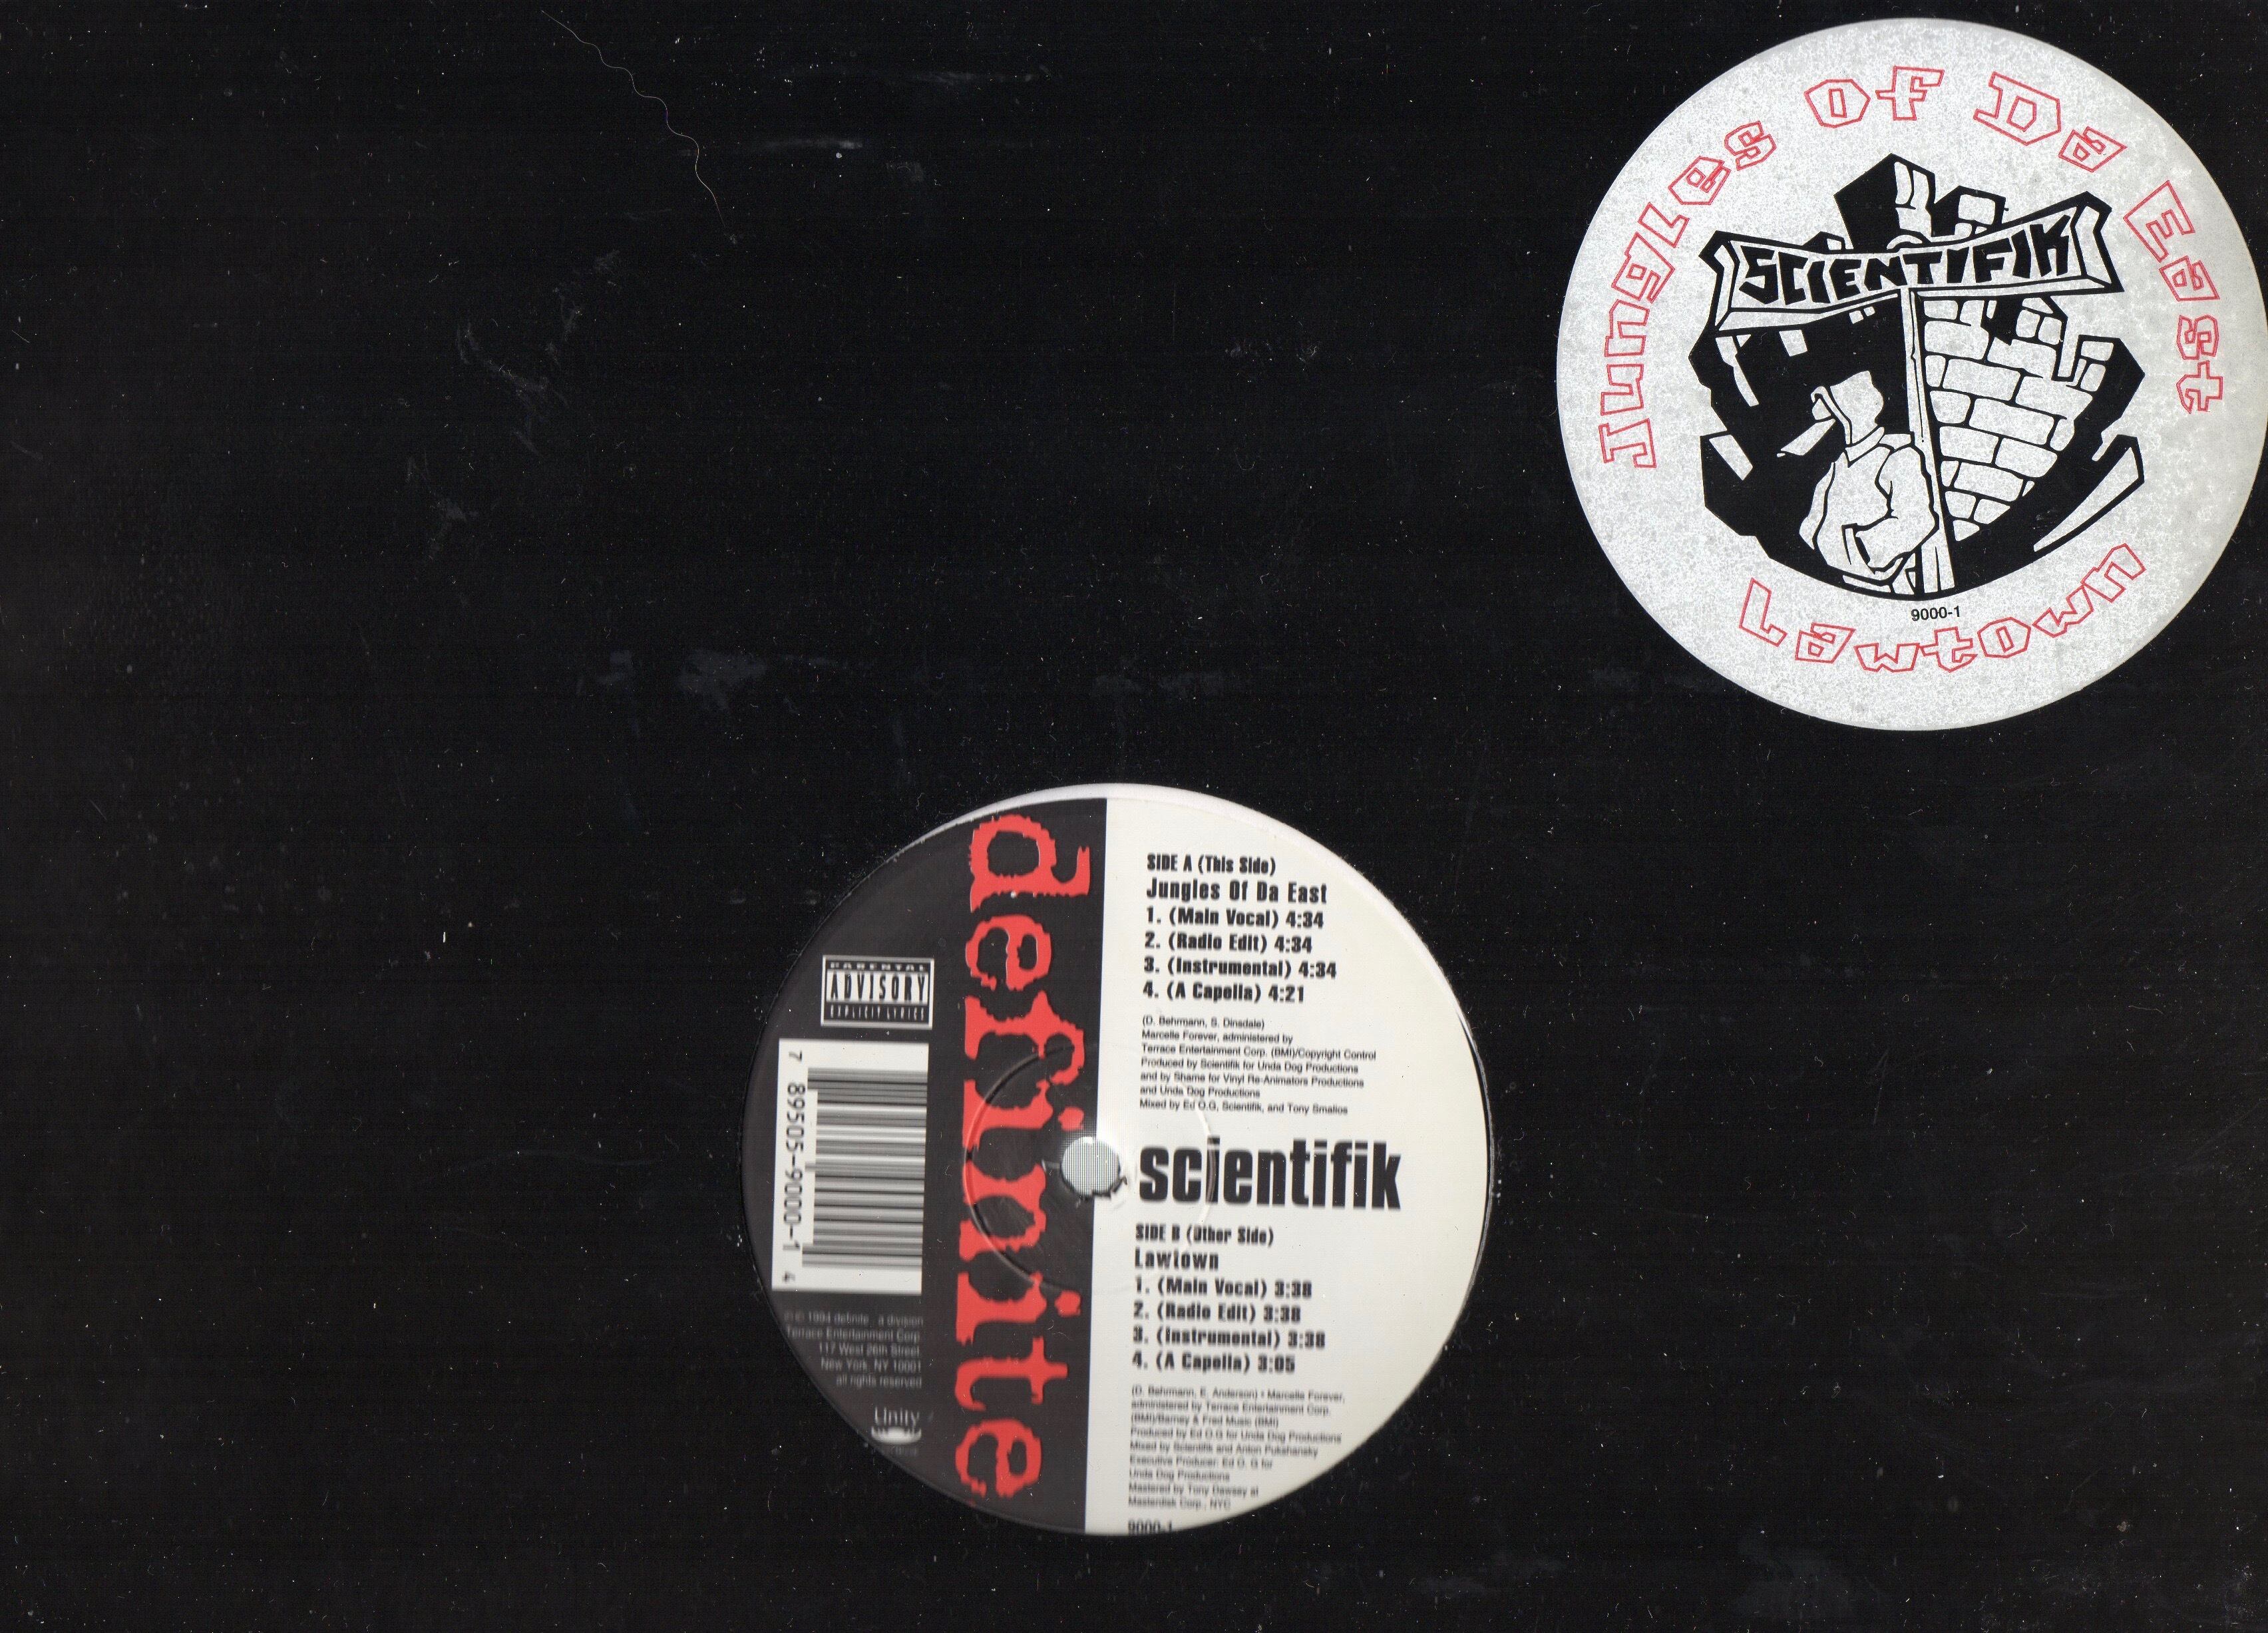 Jungles of Da East
SCIENTIFIK
9000-1
Lawtown
definite
PARENTAL
ADVISORY
EXPLICIT LYRICS
7 89505-9000-1 4
℗© 1994 definite. a division
Terrace Entertainment Corp.
117 West 26th Street.
New York, NY 10001
all rights reserved
Unity
SIDE A (This Side)
Jungles Of Da East
1. (Main Vocal) 4:34
2. (Radio Edit) 4:34
3. (Instrumental) 4:34
4. (A Capella) 4:21
(D. Behrmann, S. Dinsdale)
Marcelle Forever, administered by
Terrace Entertainment Corp. (BMI)/Copyright Control
Produced by Scientifik for Unda Dog Productions
and by Shame for Vinyl Re-Animators Productions
and Unda Dog Productions
Mixed by Ed O.G, Scientifik, and Tony Smalios
scientifik
SIDE B (Other Side)
Lawtown
1. (Main Vocal) 3:38
2. (Radio Edit) 3:38
3. (Instrumental) 3:38
4. (A Capella) 3:05
(D. Behrmann, E. Anderson) • Marcelle Forever,
administered by Terrace Entertainment Corp.
(BMI)/Barney & Fred Music (BMI)
Produced by Ed O.G for Unda Dog Productions
Mixed by Scientifik and Anton Pukshansky
Executive Producer: Ed O. G for
Unda Dog Productions
Mastered by Tony Dawsey at
Masterdisk Corp., NYC
9000-1